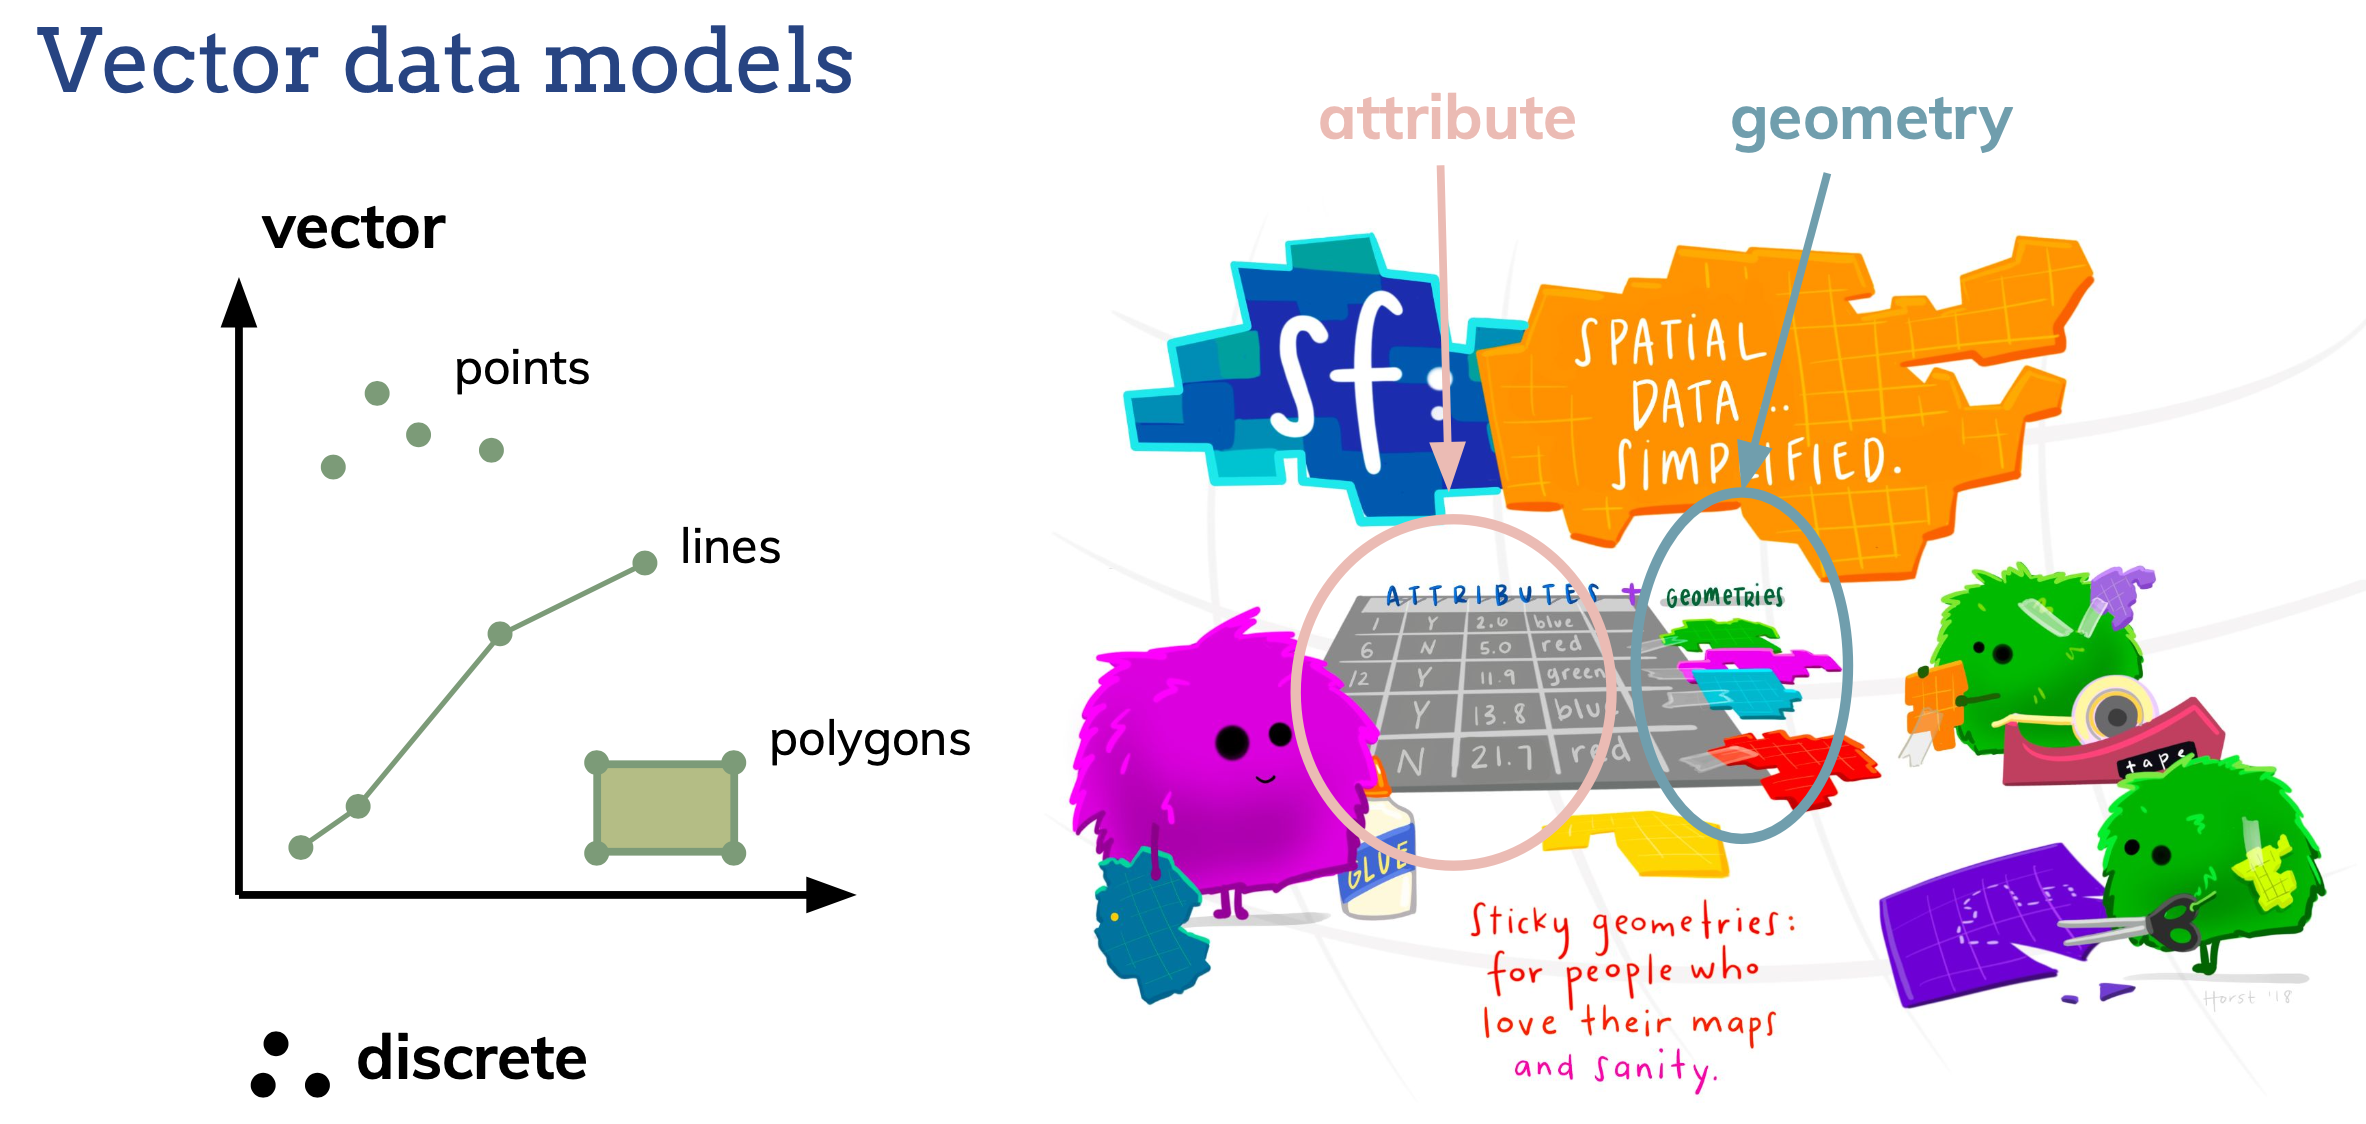 Vector data models
vector
points
lines
polygons
discrete
attribute
geometry
sf:
SPATIAL
DATA ..
SIMPLIFIED.
ATTRIBUTES + GEOMETRIES
1 Y 2.6 blue
6 N 5.0 red
12 Y 11.9 green
Y 13.8 blue
N 21.7 red
GLUE
tape
Sticky geometries:
for people who
love their maps
and sanity.
Horst '18